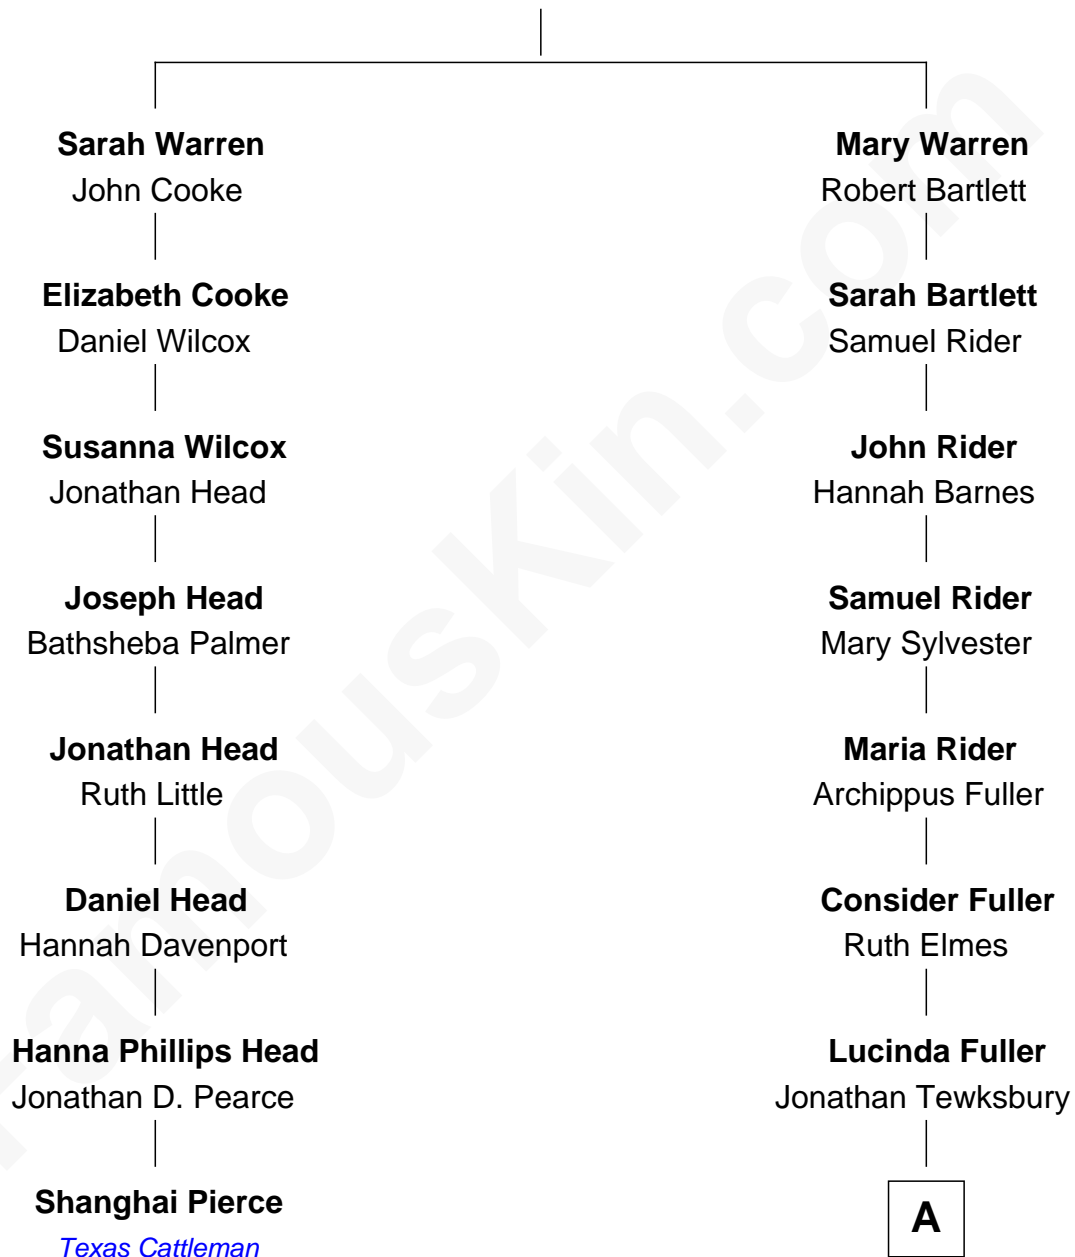 Sarah Warren
John Cooke
Mary Warren
Robert Bartlett
Elizabeth Cooke
Daniel Wilcox
Sarah Bartlett
Samuel Rider
Susanna Wilcox
Jonathan Head
John Rider
Hannah Barnes
Joseph Head
Bathsheba Palmer
Samuel Rider
Mary Sylvester
Jonathan Head
Ruth Little
Maria Rider
Archippus Fuller
Daniel Head
Hannah Davenport
Consider Fuller
Ruth Elmes
Hanna Phillips Head
Jonathan D. Pearce
Lucinda Fuller
Jonathan Tewksbury
Shanghai Pierce
Texas Cattleman
A
FamousKin.com